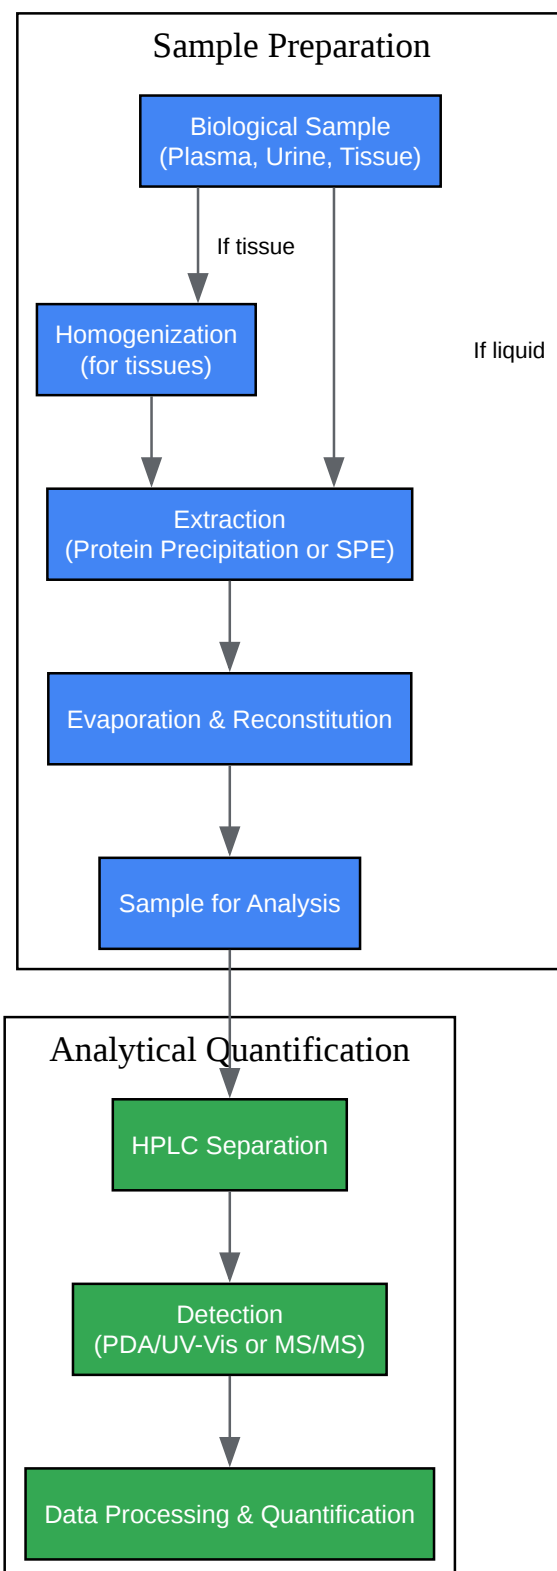 Sample Preparation
Biological Sample
(Plasma, Urine, Tissue)
If tissue
Homogenization
(for tissues)
If liquid
Extraction
(Protein Precipitation or SPE)
Evaporation & Reconstitution
Sample for Analysis
Analytical Quantification
HPLC Separation
Detection
(PDA/UV-Vis or MS/MS)
Data Processing & Quantification